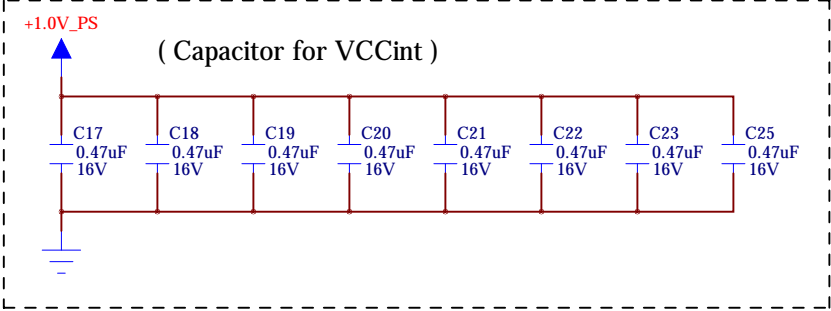 +1.0V_PS
( Capacitor for VCCint )
C17 C18 C19 C20 C21 C22 C23 C25
0.47uF 0.47uF 0.47uF 0.47uF 0.47uF 0.47uF 0.47uF 0.47uF
16V 16V 16V 16V 16V 16V 16V 16V